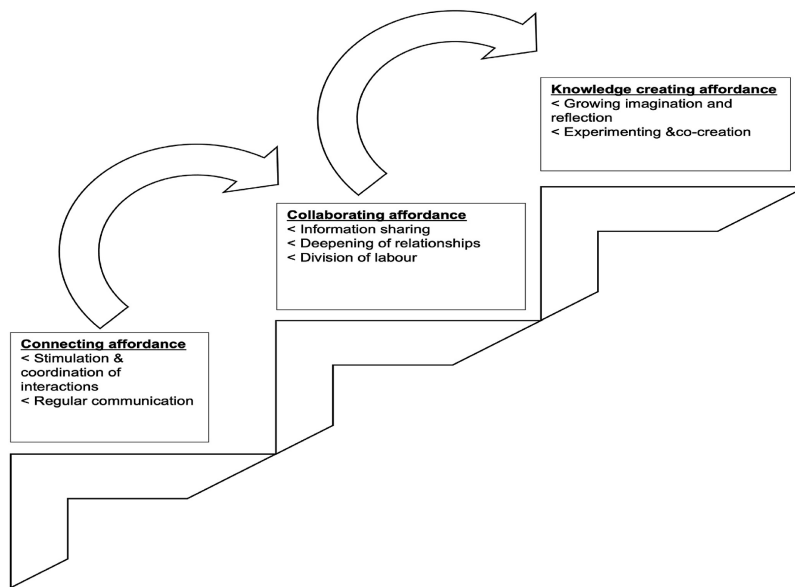 Knowledge creating affordance
< Growing imagination and
reflection
< Experimenting &co-creation
Collaborating affordance
< Information sharing
< Deepening of relationships
< Division of labour
Connecting affordance
< Stimulation &
coordination of
interactions
< Regular communication